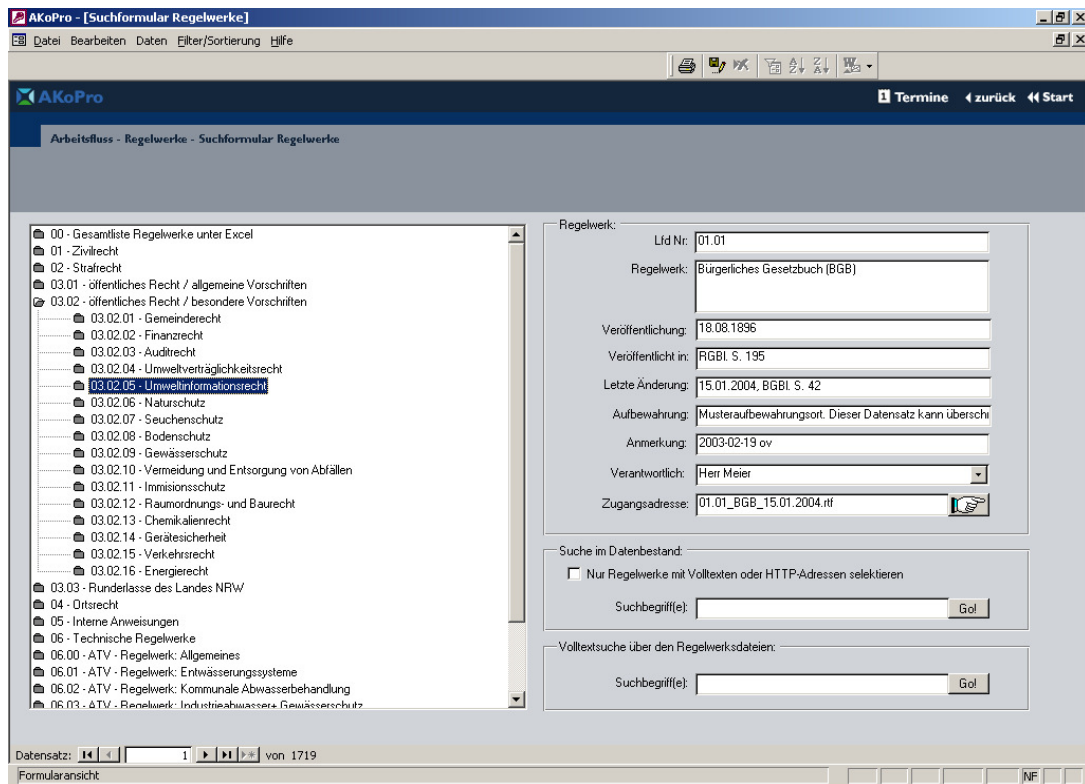 AKoPro - [Suchformular Regelwerke]
Datei Bearbeiten Daten Filter/Sortierung Hilfe
AKoPro
1 Termine zurück Start
Arbeitsfluss - Regelwerke - Suchformular Regelwerke
00 - Gesamtliste Regelwerke unter Excel
01 - Zivilrecht
02 - Strafrecht
03.01 - öffentliches Recht / allgemeine Vorschriften
03.02 - öffentliches Recht / besondere Vorschriften
03.02.01 - Gemeinderecht
03.02.02 - Finanzrecht
03.02.03 - Auditrecht
03.02.04 - Umweltverträglichkeitsrecht
03.02.05 - Umweltinformationsrecht
03.02.06 - Naturschutz
03.02.07 - Seuchenschutz
03.02.08 - Bodenschutz
03.02.09 - Gewässerschutz
03.02.10 - Vermeidung und Entsorgung von Abfällen
03.02.11 - Immisionsschutz
03.02.12 - Raumordnungs- und Baurecht
03.02.13 - Chemikalienrecht
03.02.14 - Gerätesicherheit
03.02.15 - Verkehrsrecht
03.02.16 - Energierecht
03.03 - Runderlasse des Landes NRW
04 - Ortsrecht
05 - Interne Anweisungen
06 - Technische Regelwerke
06.00 - ATV - Regelwerk: Allgemeines
06.01 - ATV - Regelwerk: Entwässerungssysteme
06.02 - ATV - Regelwerk: Kommunale Abwasserbehandlung
06.03 - ATV - Regelwerk: Industrieabwasser+ Gewässerschutz
Regelwerk:
Lfd Nr: 01.01
Regelwerk: Bürgerliches Gesetzbuch (BGB)
Veröffentlichung: 18.08.1896
Veröffentlicht in: RGBl. S. 195
Letzte Änderung: 15.01.2004, BGBl. S. 42
Aufbewahrung: Musteraufbewahrungsort. Dieser Datensatz kann überschri
Anmerkung: 2003-02-19 ov
Verantwortlich: Herr Meier
Zugangsadresse: 01.01_BGB_15.01.2004.rtf
Suche im Datenbestand:
Nur Regelwerke mit Volltexten oder HTTP-Adressen selektieren
Suchbegriff(e): Go!
Volltextsuche über den Regelwerksdateien:
Suchbegriff(e): Go!
Datensatz: 1 von 1719
Formularansicht NF